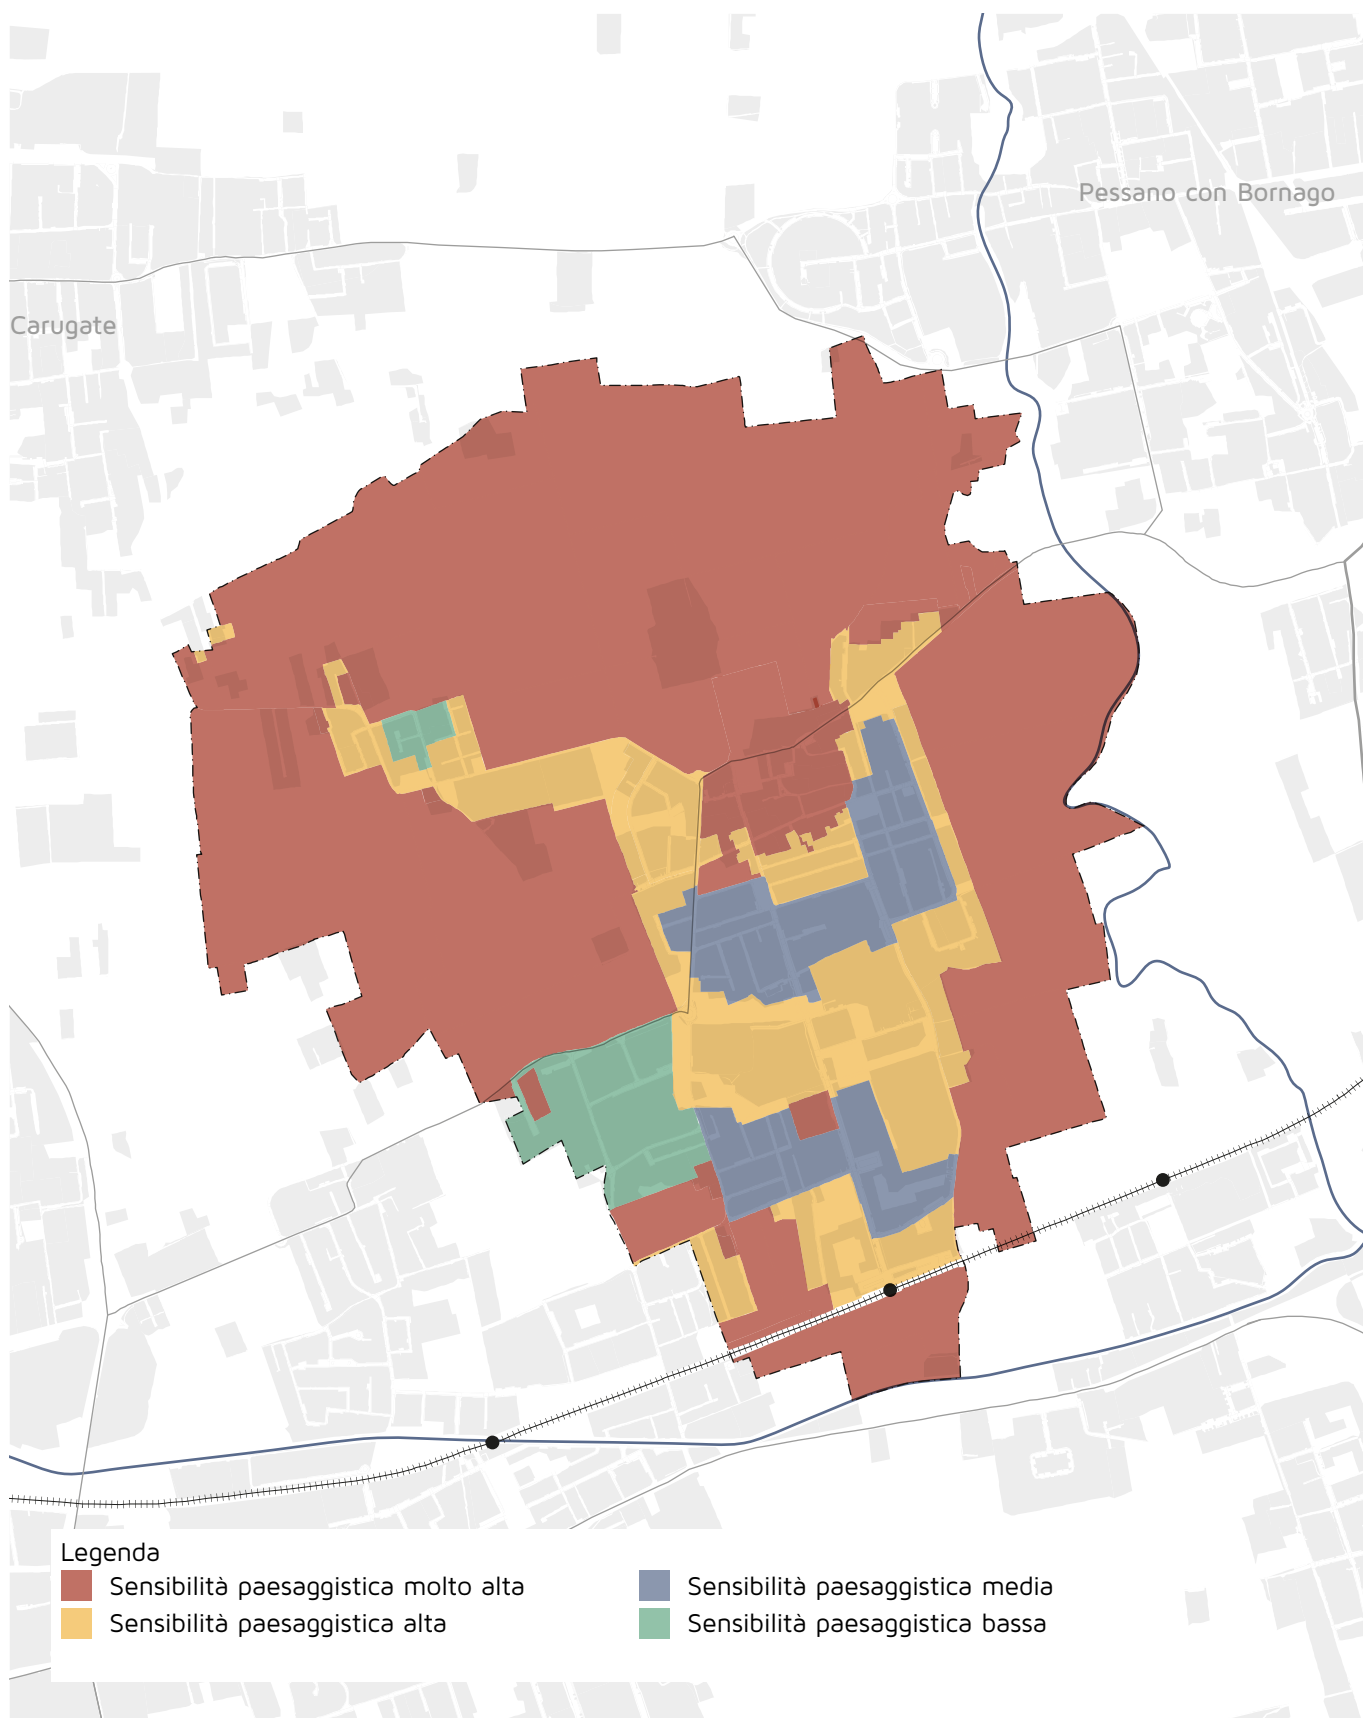 Pessano con Bornago
Carugate
Legenda
Sensibilità paesaggistica molto alta
Sensibilità paesaggistica alta
Sensibilità paesaggistica media
Sensibilità paesaggistica bassa